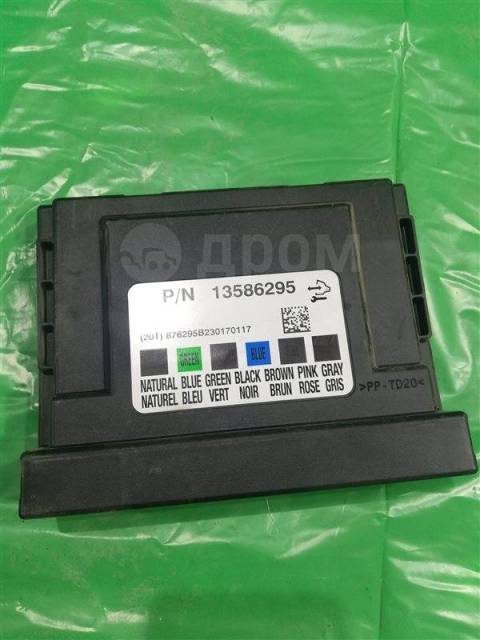 ДРОМ
P/N 13586295
(201) 876295B230170117
GREEN BLUE
NATURAL BLUE GREEN BLACK BROWN PINK GRAY
NATUREL BLEU VERT NOIR BRUN ROSE GRIS
>PP-TD20<